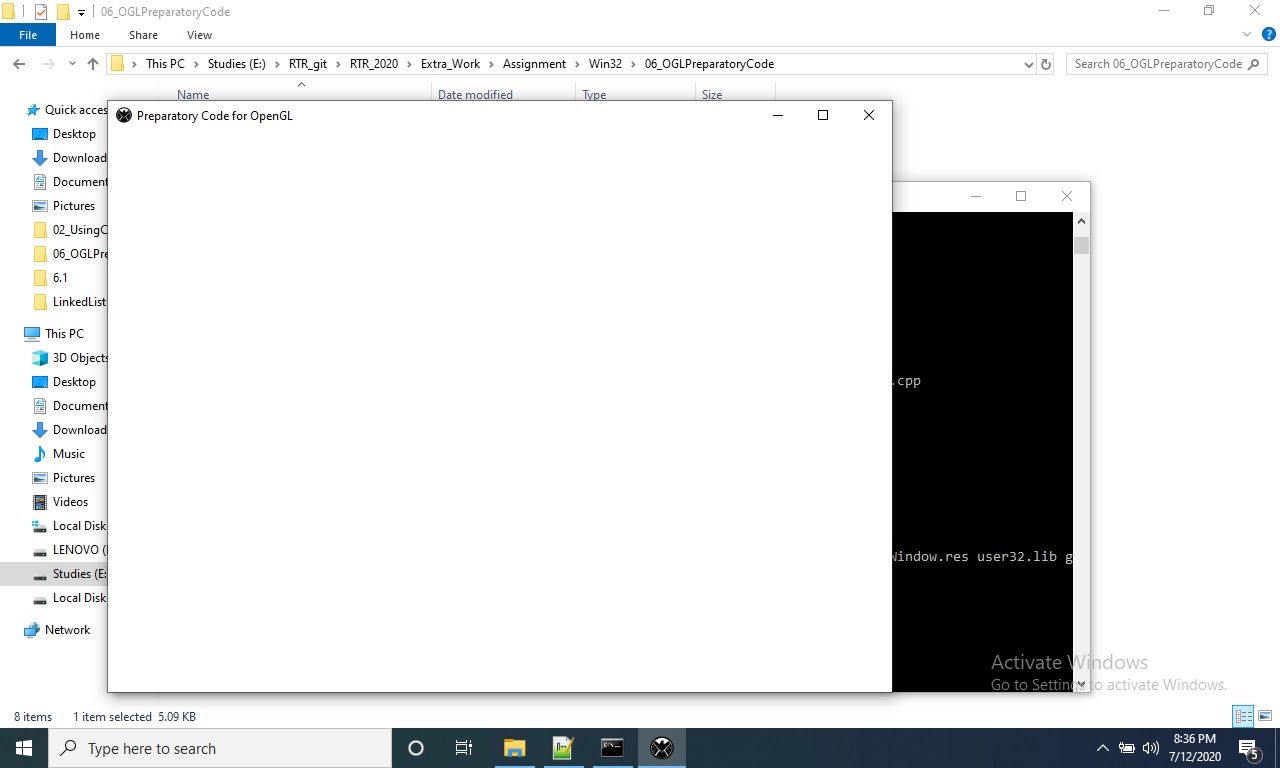 06_OGLPreparatoryCode
File Home Share View
This PC Studies (E:) RTR_git RTR_2020 Extra_Work Assignment Win32 06_OGLPreparatoryCode
Search 06_OGLPreparatoryCode
Name Date modified Type Size
Quick acces
Desktop
Download
Document
Pictures
02_UsingC
06_OGLPre
6.1
LinkedList
This PC
3D Objects
Desktop
Document
Download
Music
Pictures
Videos
Local Disk
LENOVO (
Studies (E:
Local Disk
Network
Preparatory Code for OpenGL
.cpp
Window.res user32.lib g
Activate Windows
Go to Settings to activate Windows.
8 items 1 item selected 5.09 KB
Type here to search
8:36 PM
7/12/2020
5